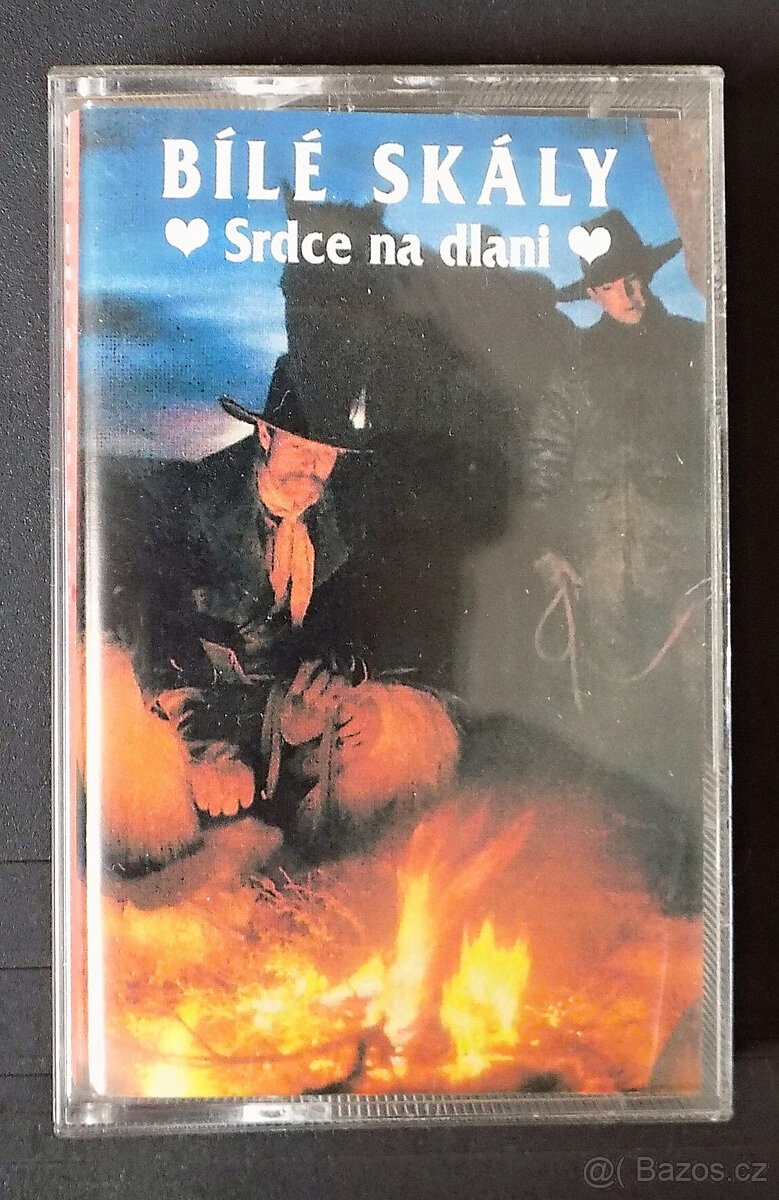 BÍLÉ SKÁLY
♥ Srdce na dlani ♥
@( Bazos.cz